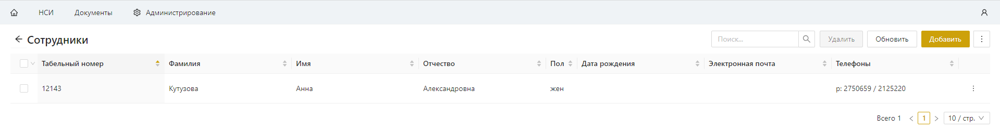 НСИ Документы Администрирование
Сотрудники Поиск... Удалить Обновить Добавить
Табельный номер Фамилия Имя Отчество Пол Дата рождения Электронная почта Телефоны
12143 Кутузова Анна Александровна жен р: 2750659 / 2125220
Всего 1 < 1 > 10 / стр.